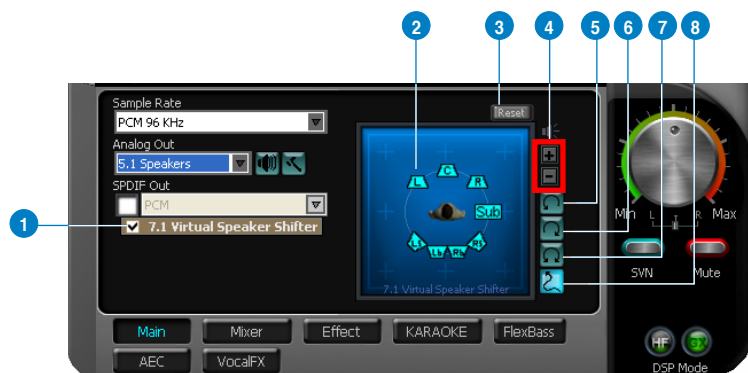 2 3 4 5 6 7 8
Sample Rate
Reset
PCM 96 KHz
Analog Out
5.1 Speakers
SPDIF Out
PCM
1
7.1 Virtual Speaker Shifter
C
L R
Sub
Ls Lb Rb Rs
7.1 Virtual Speaker Shifter
+
-
Min L T R Max
SVN Mute
Main Mixer Effect KARAOKE FlexBass
AEC VocalFX
HF GX
DSP Mode